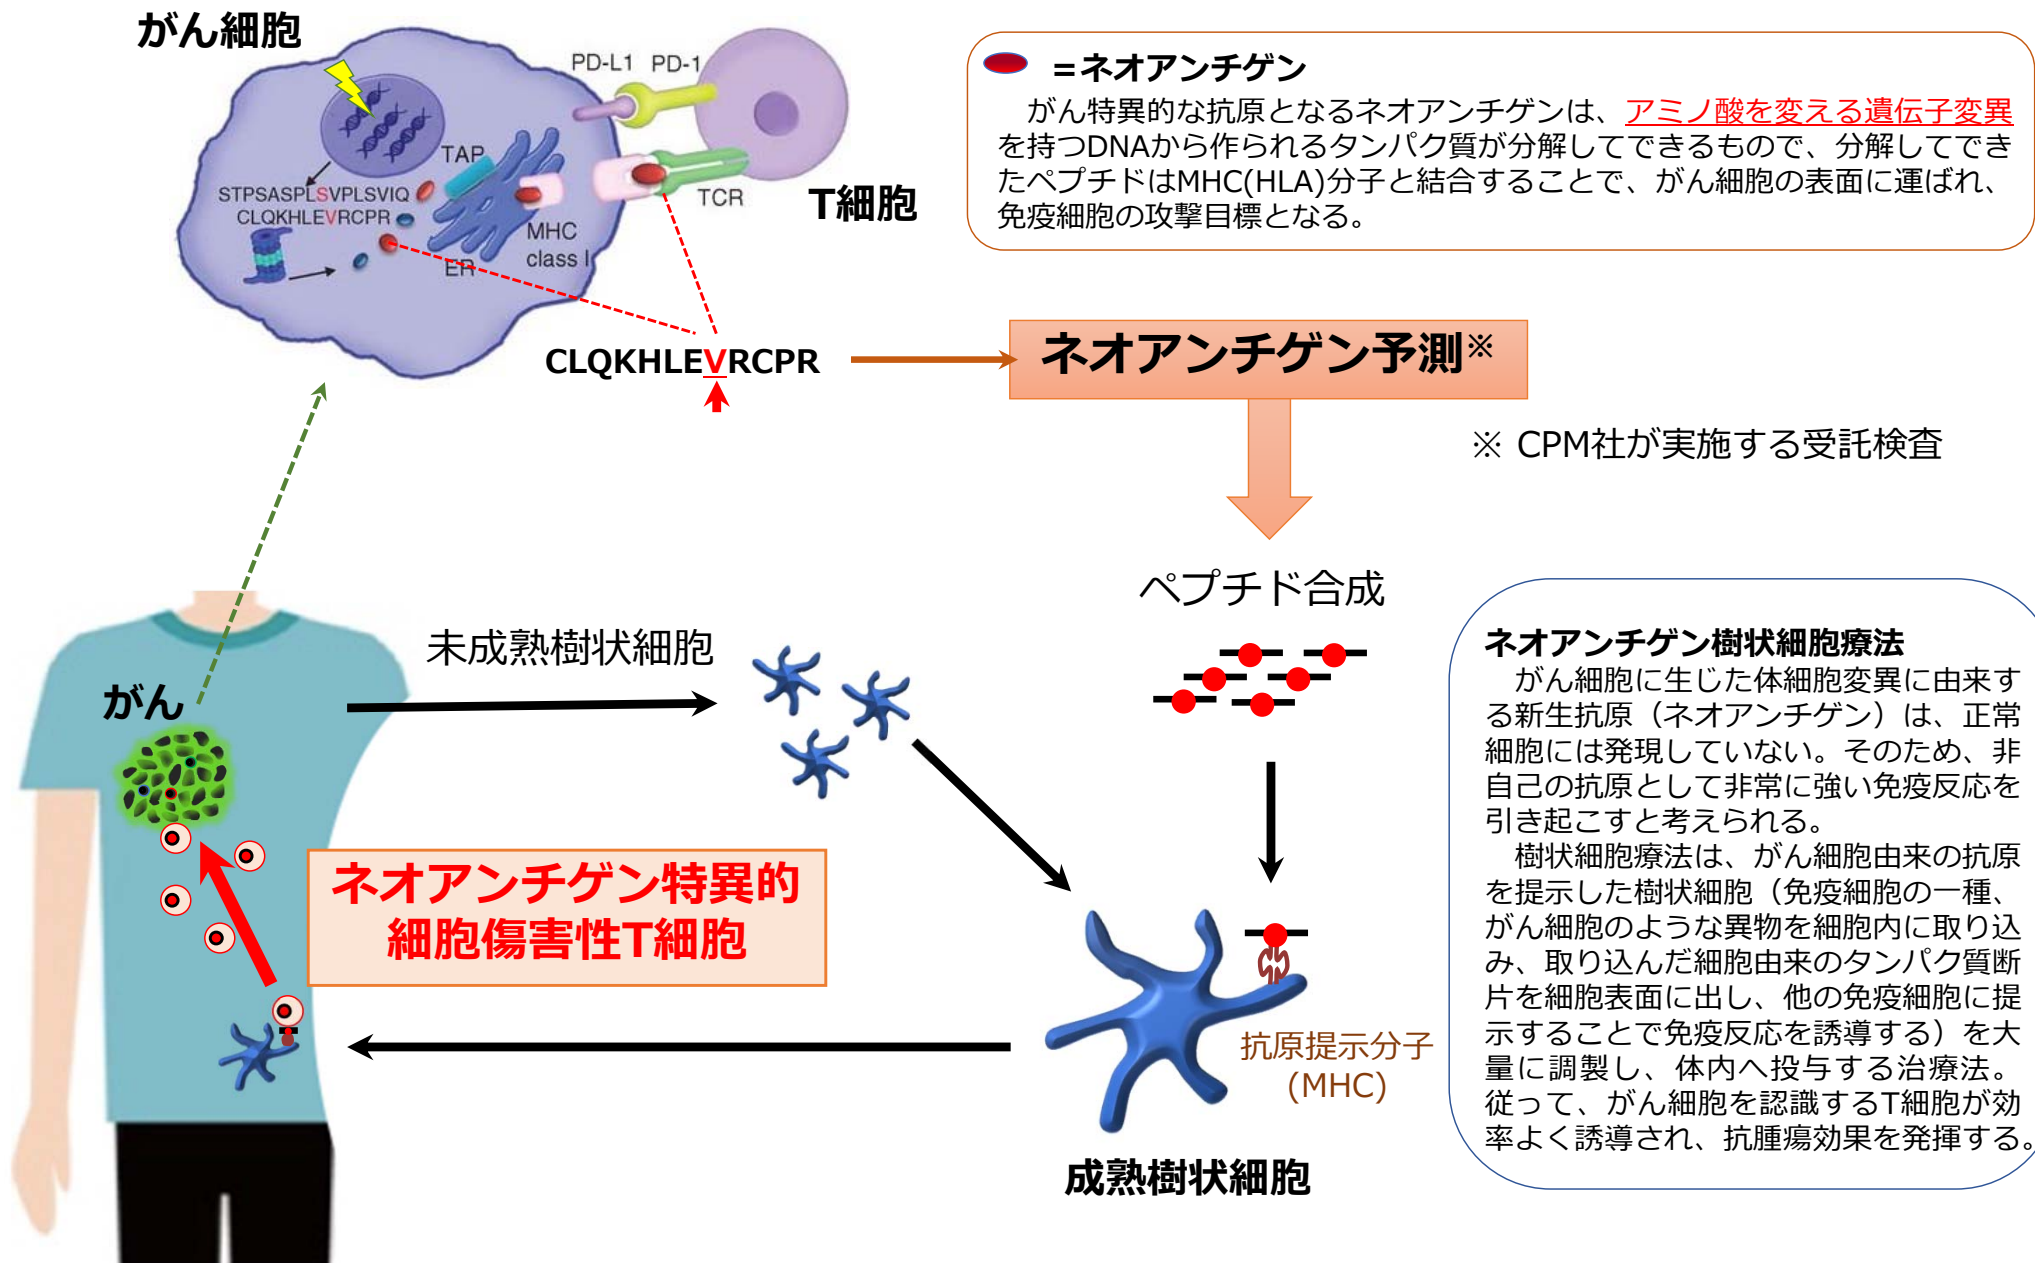 がん細胞
PD-L1 PD-1
TAP
STPSASPLSVPLSVIQ
CLQKHLEVRCPR
TCR
T細胞
MHC
class I
ER
=ネオアンチゲン
がん特異的な抗原となるネオアンチゲンは、アミノ酸を変える遺伝子変異
を持つDNAから作られるタンパク質が分解してできるもので、分解してでき
たペプチドはMHC(HLA)分子と結合することで、がん細胞の表面に運ばれ、
免疫細胞の攻撃目標となる。
CLQKHLEVRCPR
ネオアンチゲン予測※
※ CPM社が実施する受託検査
ペプチド合成
未成熟樹状細胞
がん
ネオアンチゲン特異的
細胞傷害性T細胞
抗原提示分子
(MHC)
成熟樹状細胞
ネオアンチゲン樹状細胞療法
がん細胞に生じた体細胞変異に由来す
る新生抗原（ネオアンチゲン）は、正常
細胞には発現していない。そのため、非
自己の抗原として非常に強い免疫反応を
引き起こすと考えられる。
樹状細胞療法は、がん細胞由来の抗原
を提示した樹状細胞（免疫細胞の一種、
がん細胞のような異物を細胞内に取り込
み、取り込んだ細胞由来のタンパク質断
片を細胞表面に出し、他の免疫細胞に提
示することで免疫反応を誘導する）を大
量に調製し、体内へ投与する治療法。
従って、がん細胞を認識するT細胞が効
率よく誘導され、抗腫瘍効果を発揮する。